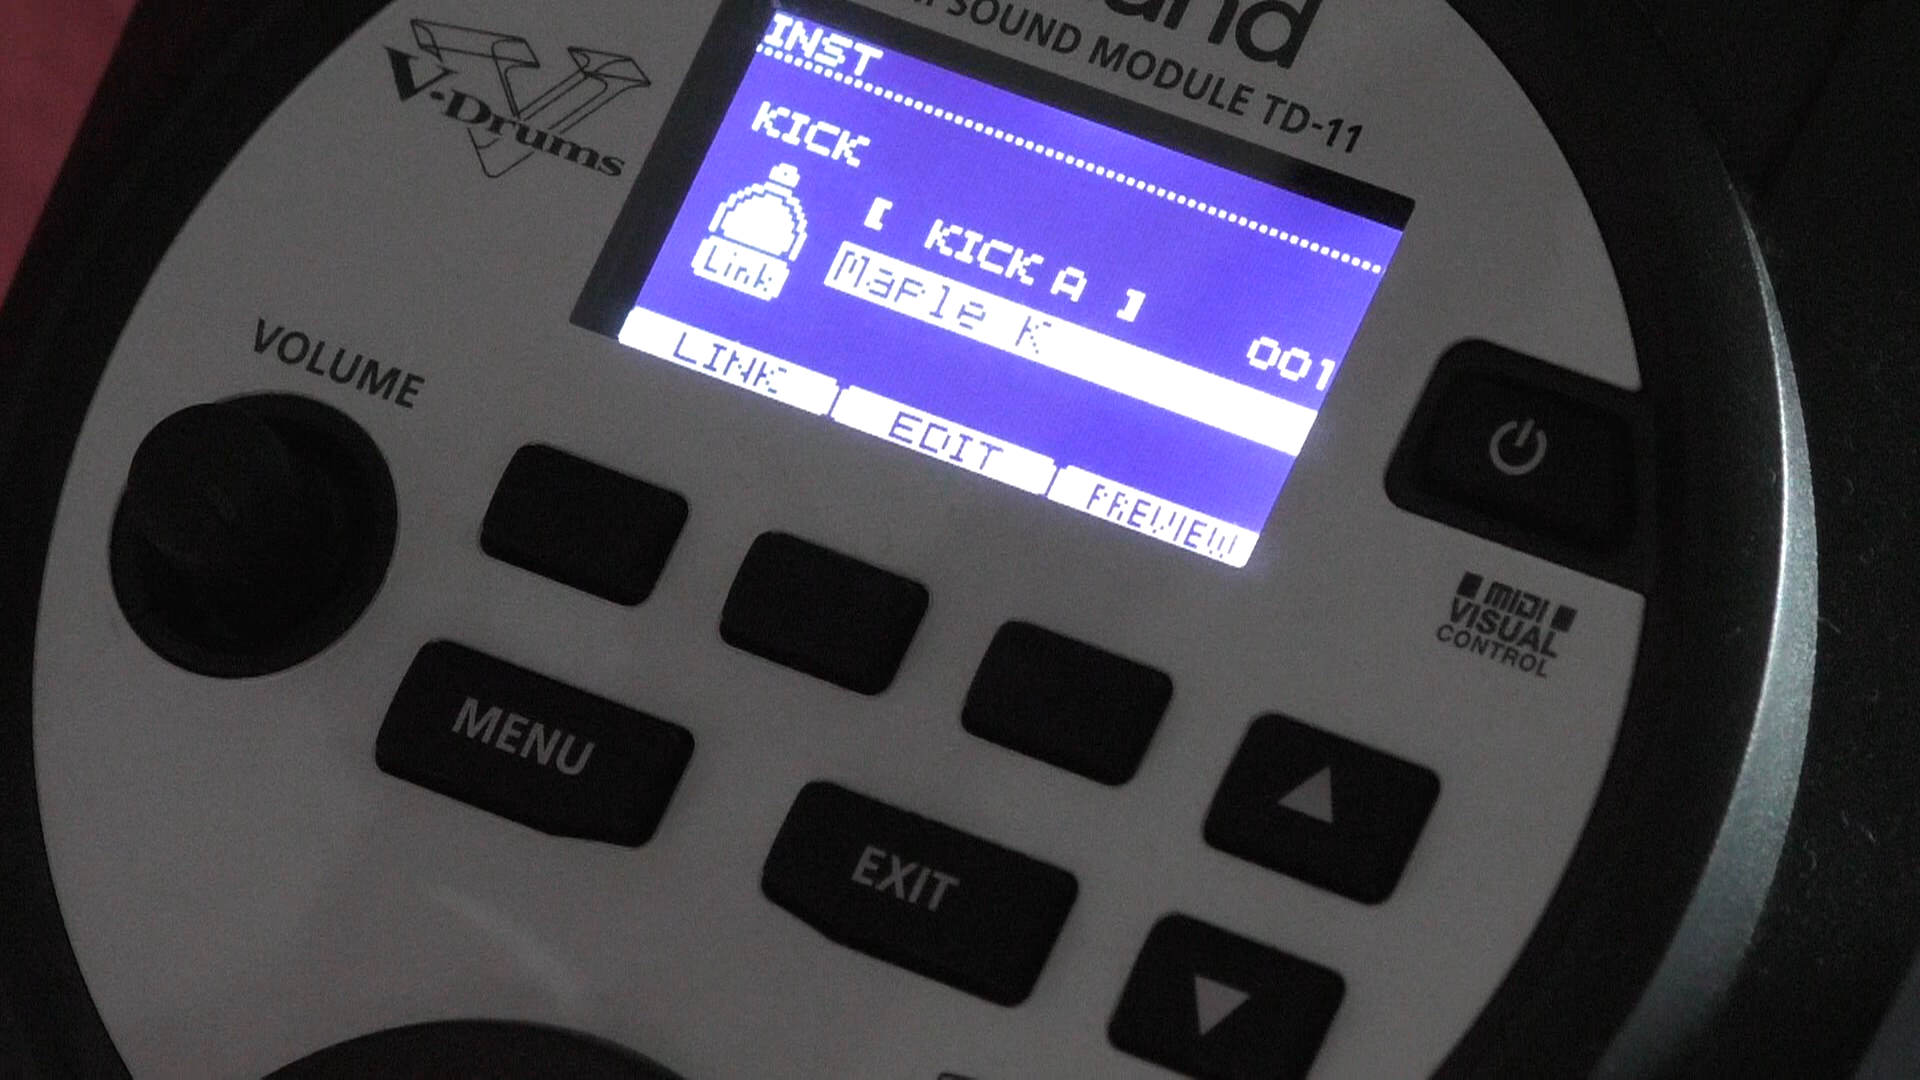 SOUND MODULE TD-11
V-Drums
INST
KICK
[ KICK A ]
Link
Maple K
001
LINK
EDIT
PREVIEW
VOLUME
MIDI
VISUAL
CONTROL
MENU
EXIT